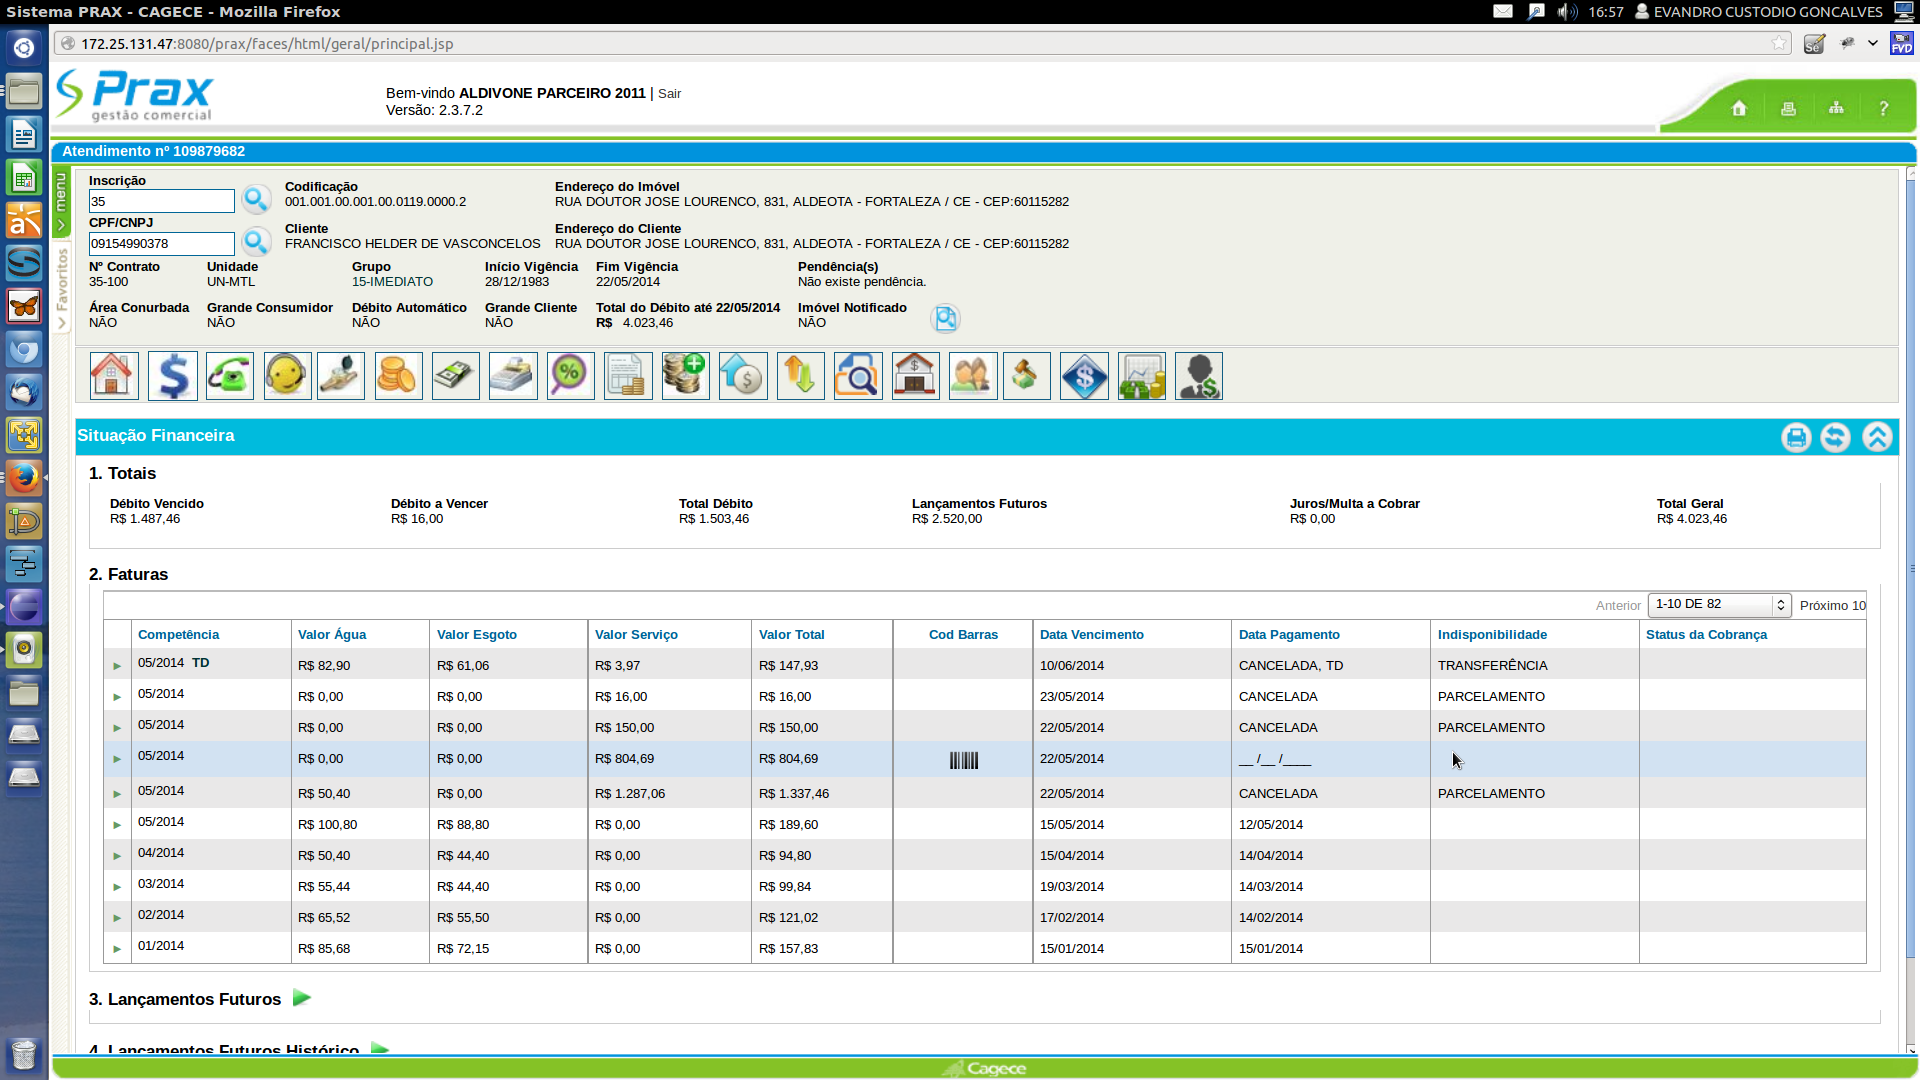 Sistema PRAX - CAGECE - Mozilla Firefox
16:57 EVANDRO CUSTODIO GONCALVES
172.25.131.47:8080/prax/faces/html/geral/principal.jsp
Se
FVD
Prax
gestão comercial
Bem-vindo ALDIVONE PARCEIRO 2011 | Sair
Versão: 2.3.7.2
?
Atendimento nº 109879682
menu
Favoritos
Inscrição
35
Codificação
001.001.00.001.00.0119.0000.2
Endereço do Imóvel
RUA DOUTOR JOSE LOURENCO, 831, ALDEOTA - FORTALEZA / CE - CEP:60115282
CPF/CNPJ
09154990378
Cliente
FRANCISCO HELDER DE VASCONCELOS
Endereço do Cliente
RUA DOUTOR JOSE LOURENCO, 831, ALDEOTA - FORTALEZA / CE - CEP:60115282
Nº Contrato Unidade Grupo Início Vigência Fim Vigência Pendência(s)
35-100 UN-MTL 15-IMEDIATO 28/12/1983 22/05/2014 Não existe pendência.
Área Conurbada Grande Consumidor Débito Automático Grande Cliente Total do Débito até 22/05/2014 Imóvel Notificado
NÃO NÃO NÃO NÃO R$ 4.023,46 NÃO
Situação Financeira
1. Totais
Débito Vencido Débito a Vencer Total Débito Lançamentos Futuros Juros/Multa a Cobrar Total Geral
R$ 1.487,46 R$ 16,00 R$ 1.503,46 R$ 2.520,00 R$ 0,00 R$ 4.023,46
2. Faturas
Anterior 1-10 DE 82 Próximo 10
Competência Valor Água Valor Esgoto Valor Serviço Valor Total Cod Barras Data Vencimento Data Pagamento Indisponibilidade Status da Cobrança
05/2014 TD R$ 82,90 R$ 61,06 R$ 3,97 R$ 147,93 10/06/2014 CANCELADA, TD TRANSFERÊNCIA
05/2014 R$ 0,00 R$ 0,00 R$ 16,00 R$ 16,00 23/05/2014 CANCELADA PARCELAMENTO
05/2014 R$ 0,00 R$ 0,00 R$ 150,00 R$ 150,00 22/05/2014 CANCELADA PARCELAMENTO
05/2014 R$ 0,00 R$ 0,00 R$ 804,69 R$ 804,69 22/05/2014 __ /__ /____
05/2014 R$ 50,40 R$ 0,00 R$ 1.287,06 R$ 1.337,46 22/05/2014 CANCELADA PARCELAMENTO
05/2014 R$ 100,80 R$ 88,80 R$ 0,00 R$ 189,60 15/05/2014 12/05/2014
04/2014 R$ 50,40 R$ 44,40 R$ 0,00 R$ 94,80 15/04/2014 14/04/2014
03/2014 R$ 55,44 R$ 44,40 R$ 0,00 R$ 99,84 19/03/2014 14/03/2014
02/2014 R$ 65,52 R$ 55,50 R$ 0,00 R$ 121,02 17/02/2014 14/02/2014
01/2014 R$ 85,68 R$ 72,15 R$ 0,00 R$ 157,83 15/01/2014 15/01/2014
3. Lançamentos Futuros
4. Lançamentos Futuros Histórico
Cagece